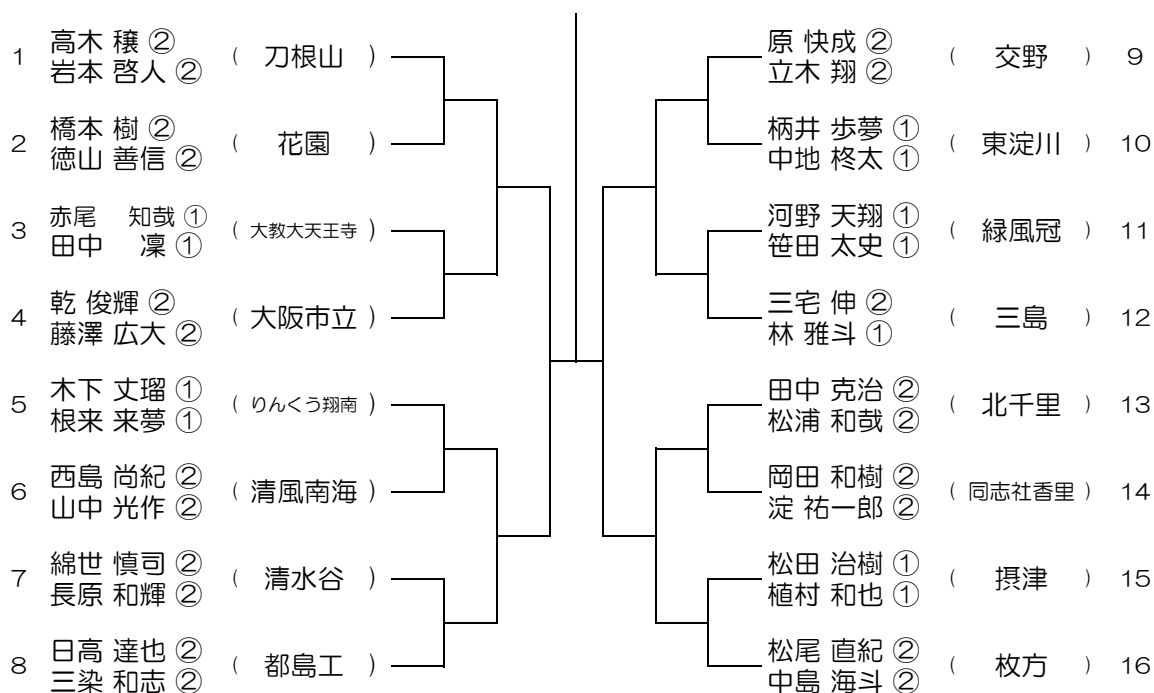 1 高木 穣 ② ( 刀根山 )
岩本 啓人 ②
2 橋本 樹 ② ( 花園 )
徳山 善信 ②
3 赤尾 知哉 ① ( 大教大天王寺 )
田中 凜 ①
4 乾 俊輝 ② ( 大阪市立 )
藤澤 広大 ②
5 木下 丈瑠 ① ( りんくう翔南 )
根来 来夢 ①
6 西島 尚紀 ② ( 清風南海 )
山中 光作 ②
7 綿世 慎司 ② ( 清水谷 )
長原 和輝 ②
8 日高 達也 ② ( 都島工 )
三染 和志 ②
原 快成 ② ( 交野 ) 9
立木 翔 ②
柄井 歩夢 ① ( 東淀川 ) 10
中地 柊太 ①
河野 天翔 ① ( 緑風冠 ) 11
笹田 太史 ①
三宅 伸 ② ( 三島 ) 12
林 雅斗 ①
田中 克治 ② ( 北千里 ) 13
松浦 和哉 ②
岡田 和樹 ② ( 同志社香里 ) 14
淀 祐一郎 ②
松田 治樹 ① ( 摂津 ) 15
植村 和也 ①
松尾 直紀 ② ( 枚方 ) 16
中島 海斗 ②